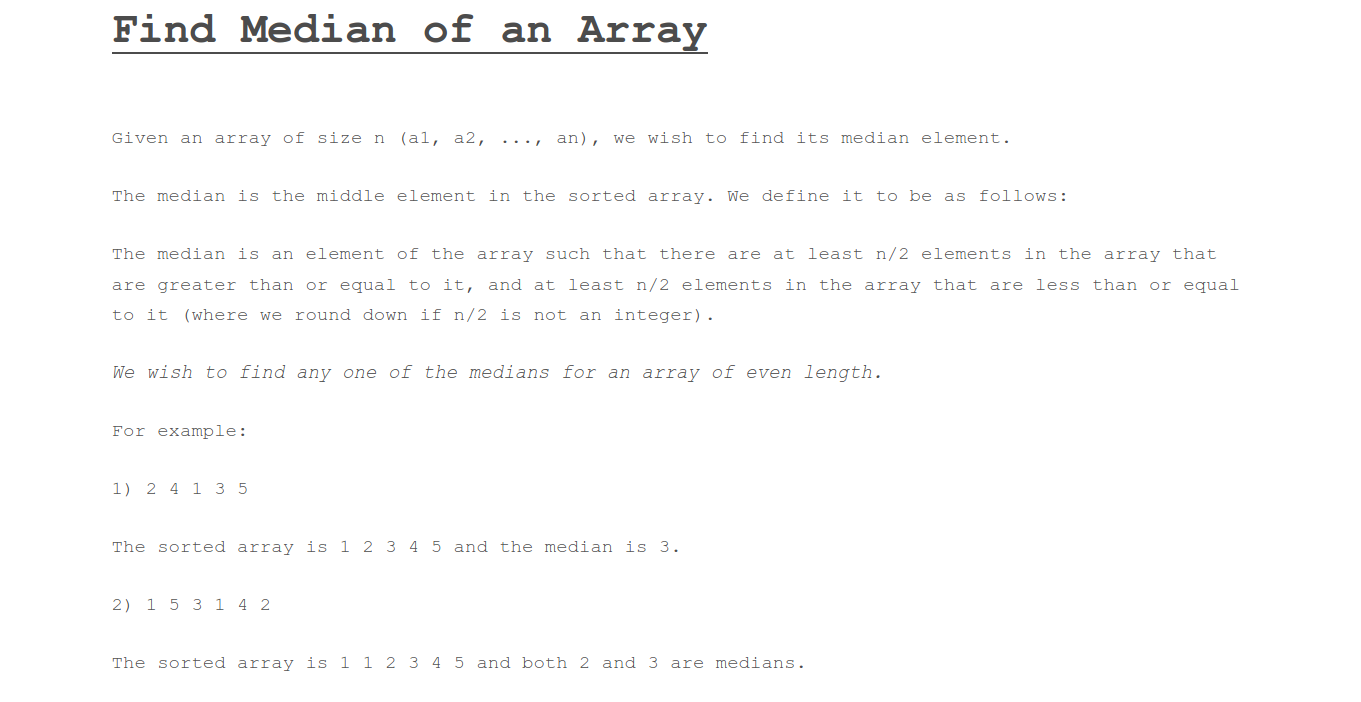 Find Median of an Array
Given an array of size n (a1, a2, ..., an), we wish to find its median element.
The median is the middle element in the sorted array. We define it to be as follows:
The median is an element of the array such that there are at least n/2 elements in the array that
are greater than or equal to it, and at least n/2 elements in the array that are less than or equal
to it (where we round down if n/2 is not an integer).
We wish to find any one of the medians for an array of even length.
For example:
1) 2 4 1 3 5
The sorted array is 1 2 3 4 5 and the median is 3.
2) 1 5 3 1 4 2
The sorted array is 1 1 2 3 4 5 and both 2 and 3 are medians.